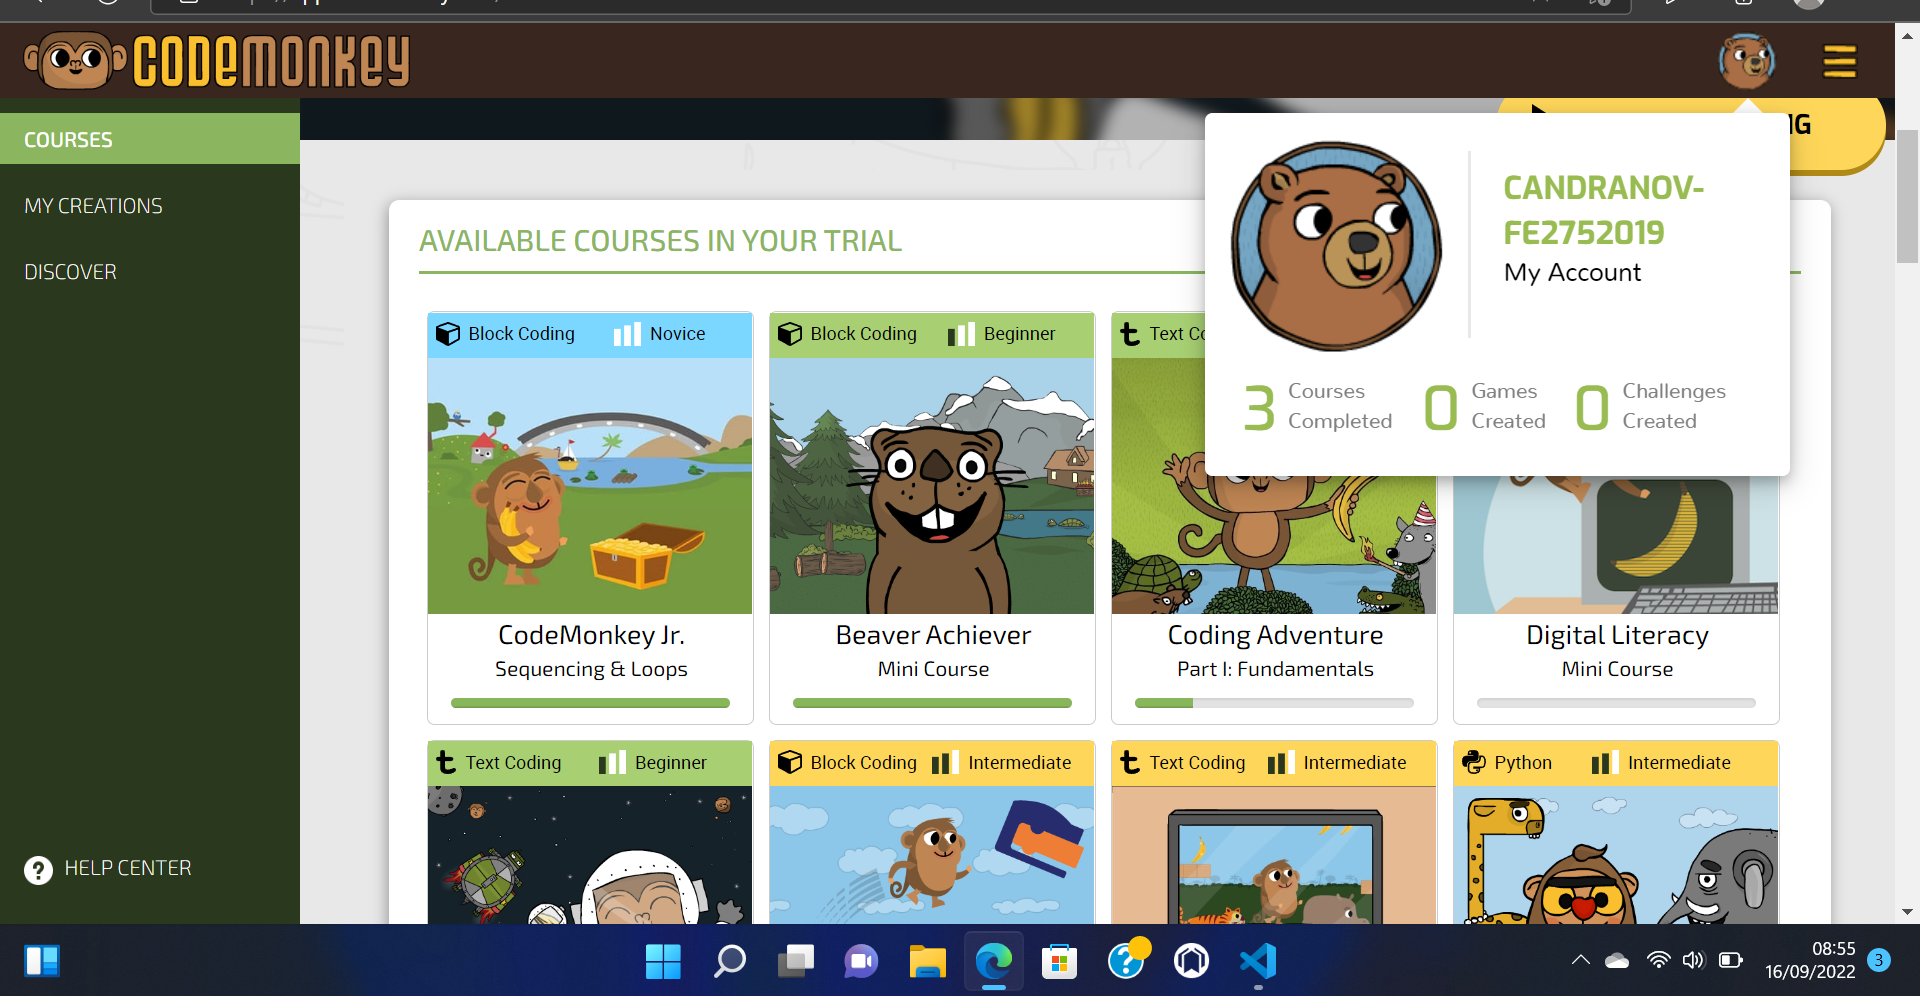 CODEMONKEY
COURSES
MY CREATIONS
DISCOVER
HELP CENTER
AVAILABLE COURSES IN YOUR TRIAL
CANDRANOV-
FE2752019
My Account
3 Courses Completed
0 Games Created
0 Challenges Created
Block Coding Novice
CodeMonkey Jr.
Sequencing & Loops
Block Coding Beginner
Beaver Achiever
Mini Course
Text
Coding Adventure
Part I: Fundamentals
Digital Literacy
Mini Course
Text Coding Beginner
Block Coding Intermediate
Text Coding Intermediate
Python Intermediate
08:55
16/09/2022
3